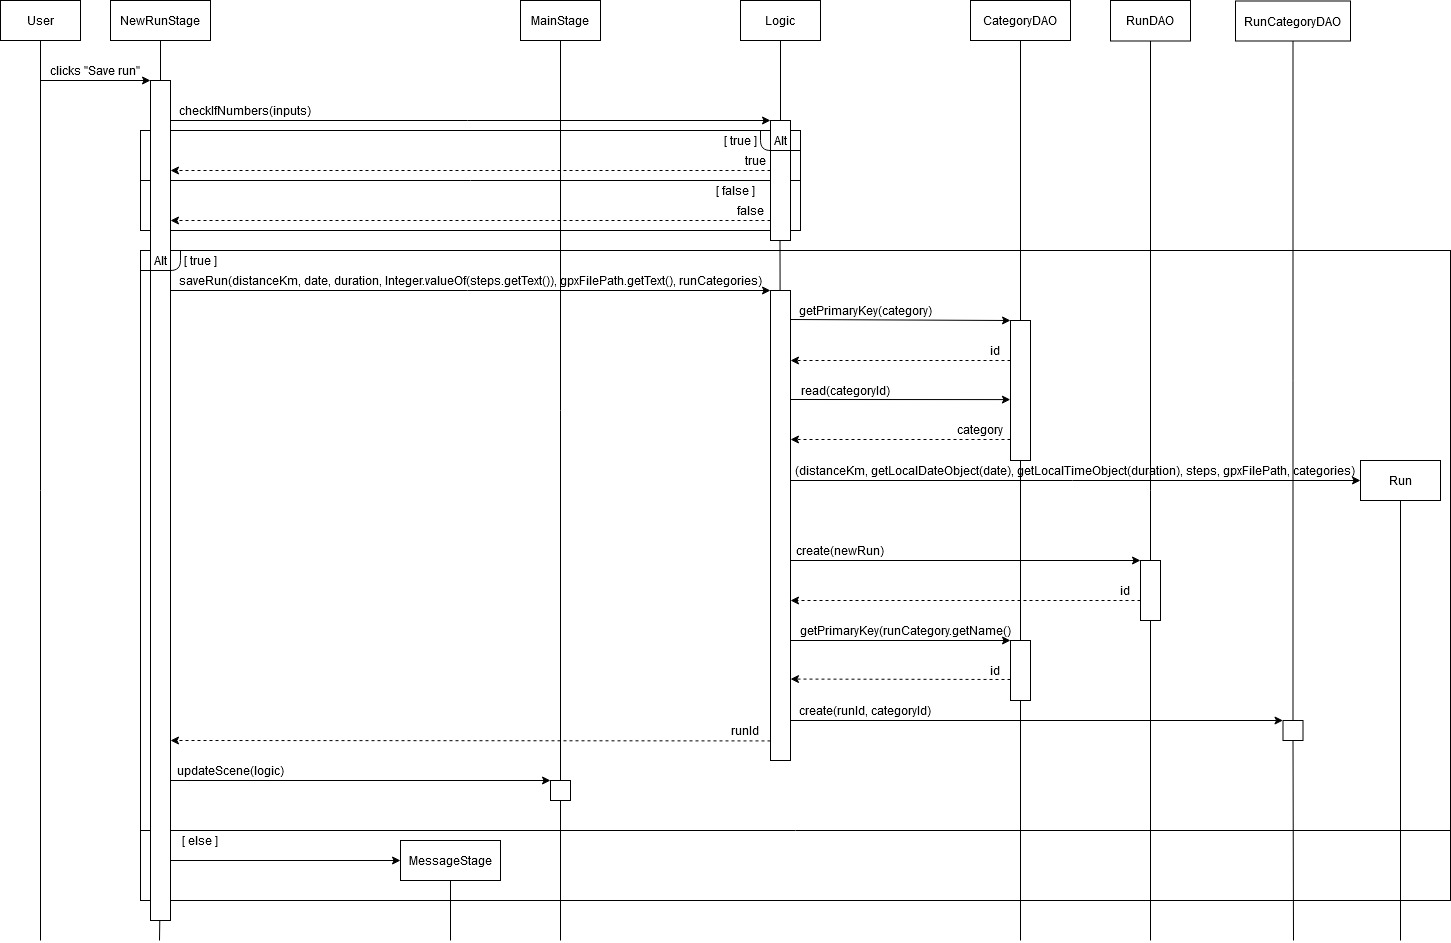 User
NewRunStage
MainStage
Logic
CategoryDAO
RunDAO
RunCategoryDAO
clicks "Save run"
checkIfNumbers(inputs)
[ true ]
Alt
true
[ false ]
false
Alt
[ true ]
saveRun(distanceKm, date, duration, Integer.valueOf(steps.getText()), gpxFilePath.getText(), runCategories)
getPrimaryKey(category)
id
read(categoryId)
category
(distanceKm, getLocalDateObject(date), getLocalTimeObject(duration), steps, gpxFilePath, categories)
Run
create(newRun)
id
getPrimaryKey(runCategory.getName()
id
create(runId, categoryId)
runId
updateScene(logic)
[ else ]
MessageStage